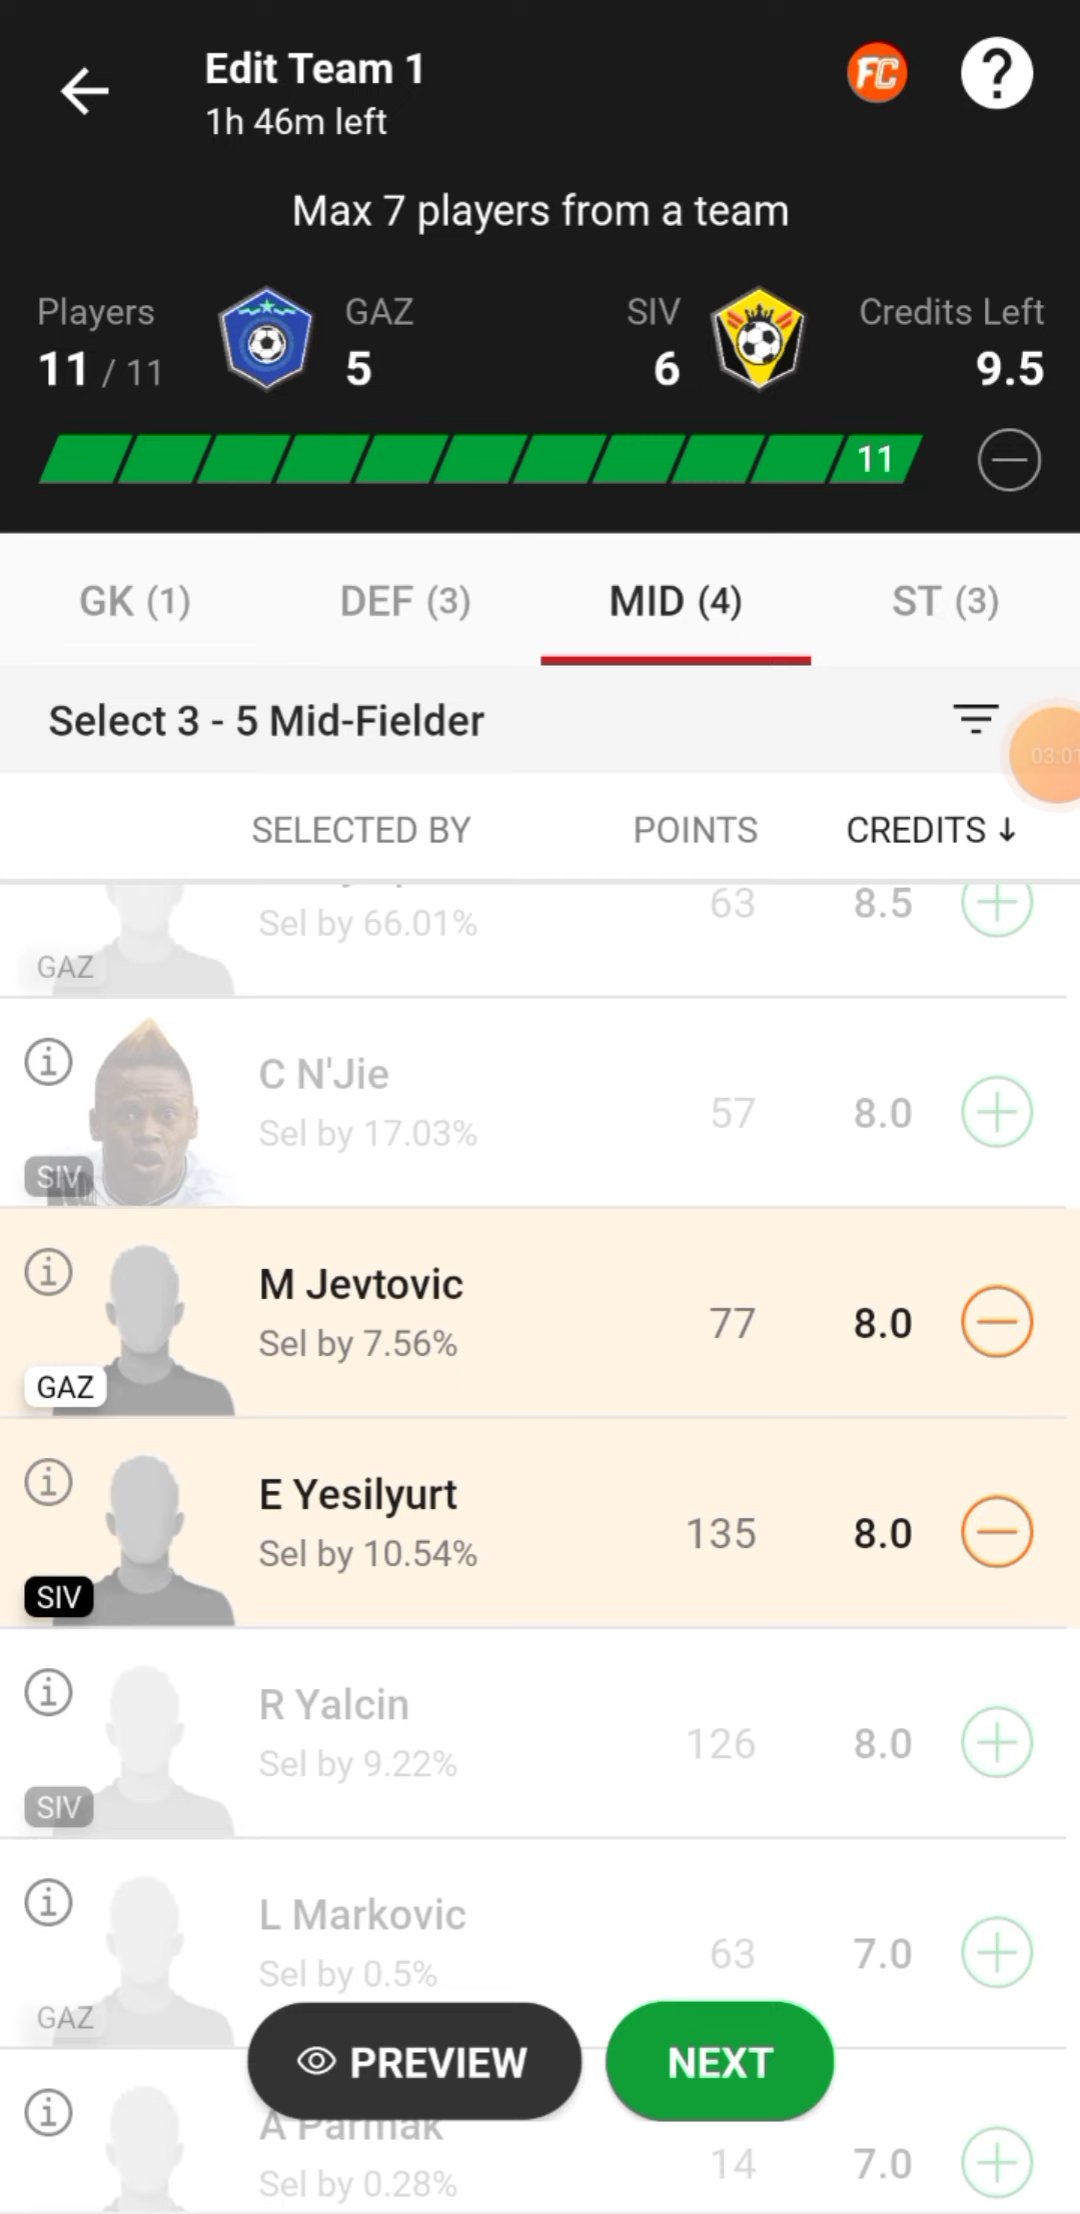 Edit Team 1
1h 46m left
FC
?
Max 7 players from a team
Players
11 / 11
GAZ
5
SIV
6
Credits Left
9.5
11
GK (1)
DEF (3)
MID (4)
ST (3)
Select 3 - 5 Mid-Fielder
03:01
SELECTED BY
POINTS
CREDITS ↓
Sel by 66.01%
63
8.5
GAZ
C N'Jie
Sel by 17.03%
57
8.0
SIV
M Jevtovic
Sel by 7.56%
77
8.0
GAZ
E Yesilyurt
Sel by 10.54%
135
8.0
SIV
R Yalcin
Sel by 9.22%
126
8.0
SIV
L Markovic
Sel by 0.5%
63
7.0
GAZ
PREVIEW
NEXT
A Parmak
Sel by 0.28%
14
7.0